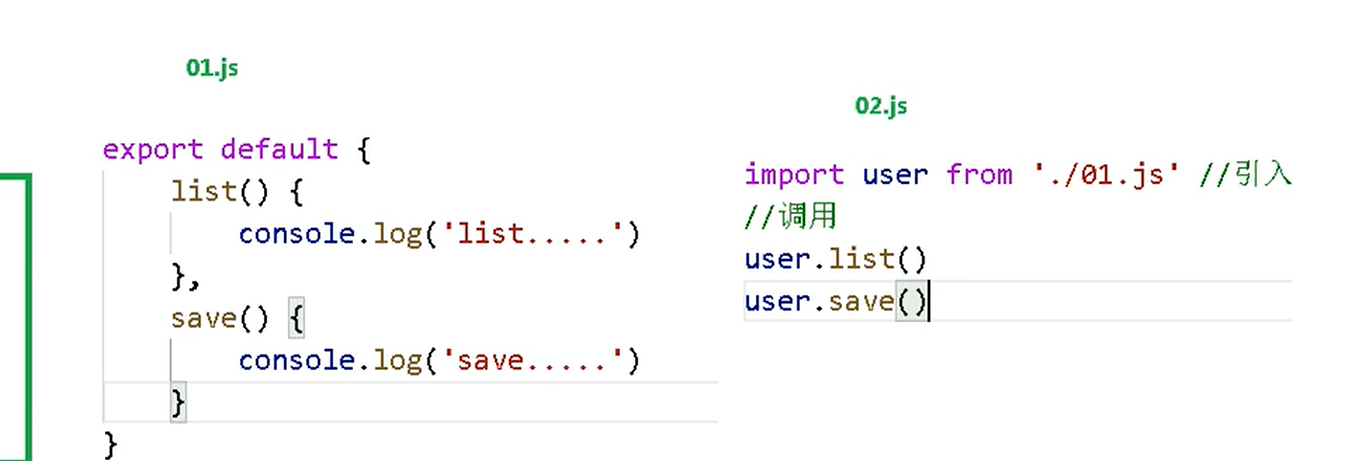 01.js
export default {
    list() {
        console.log('list.....')
    },
    save() {
        console.log('save.....')
    }
}
02.js
import user from './01.js' //引入
//调用
user.list()
user.save()